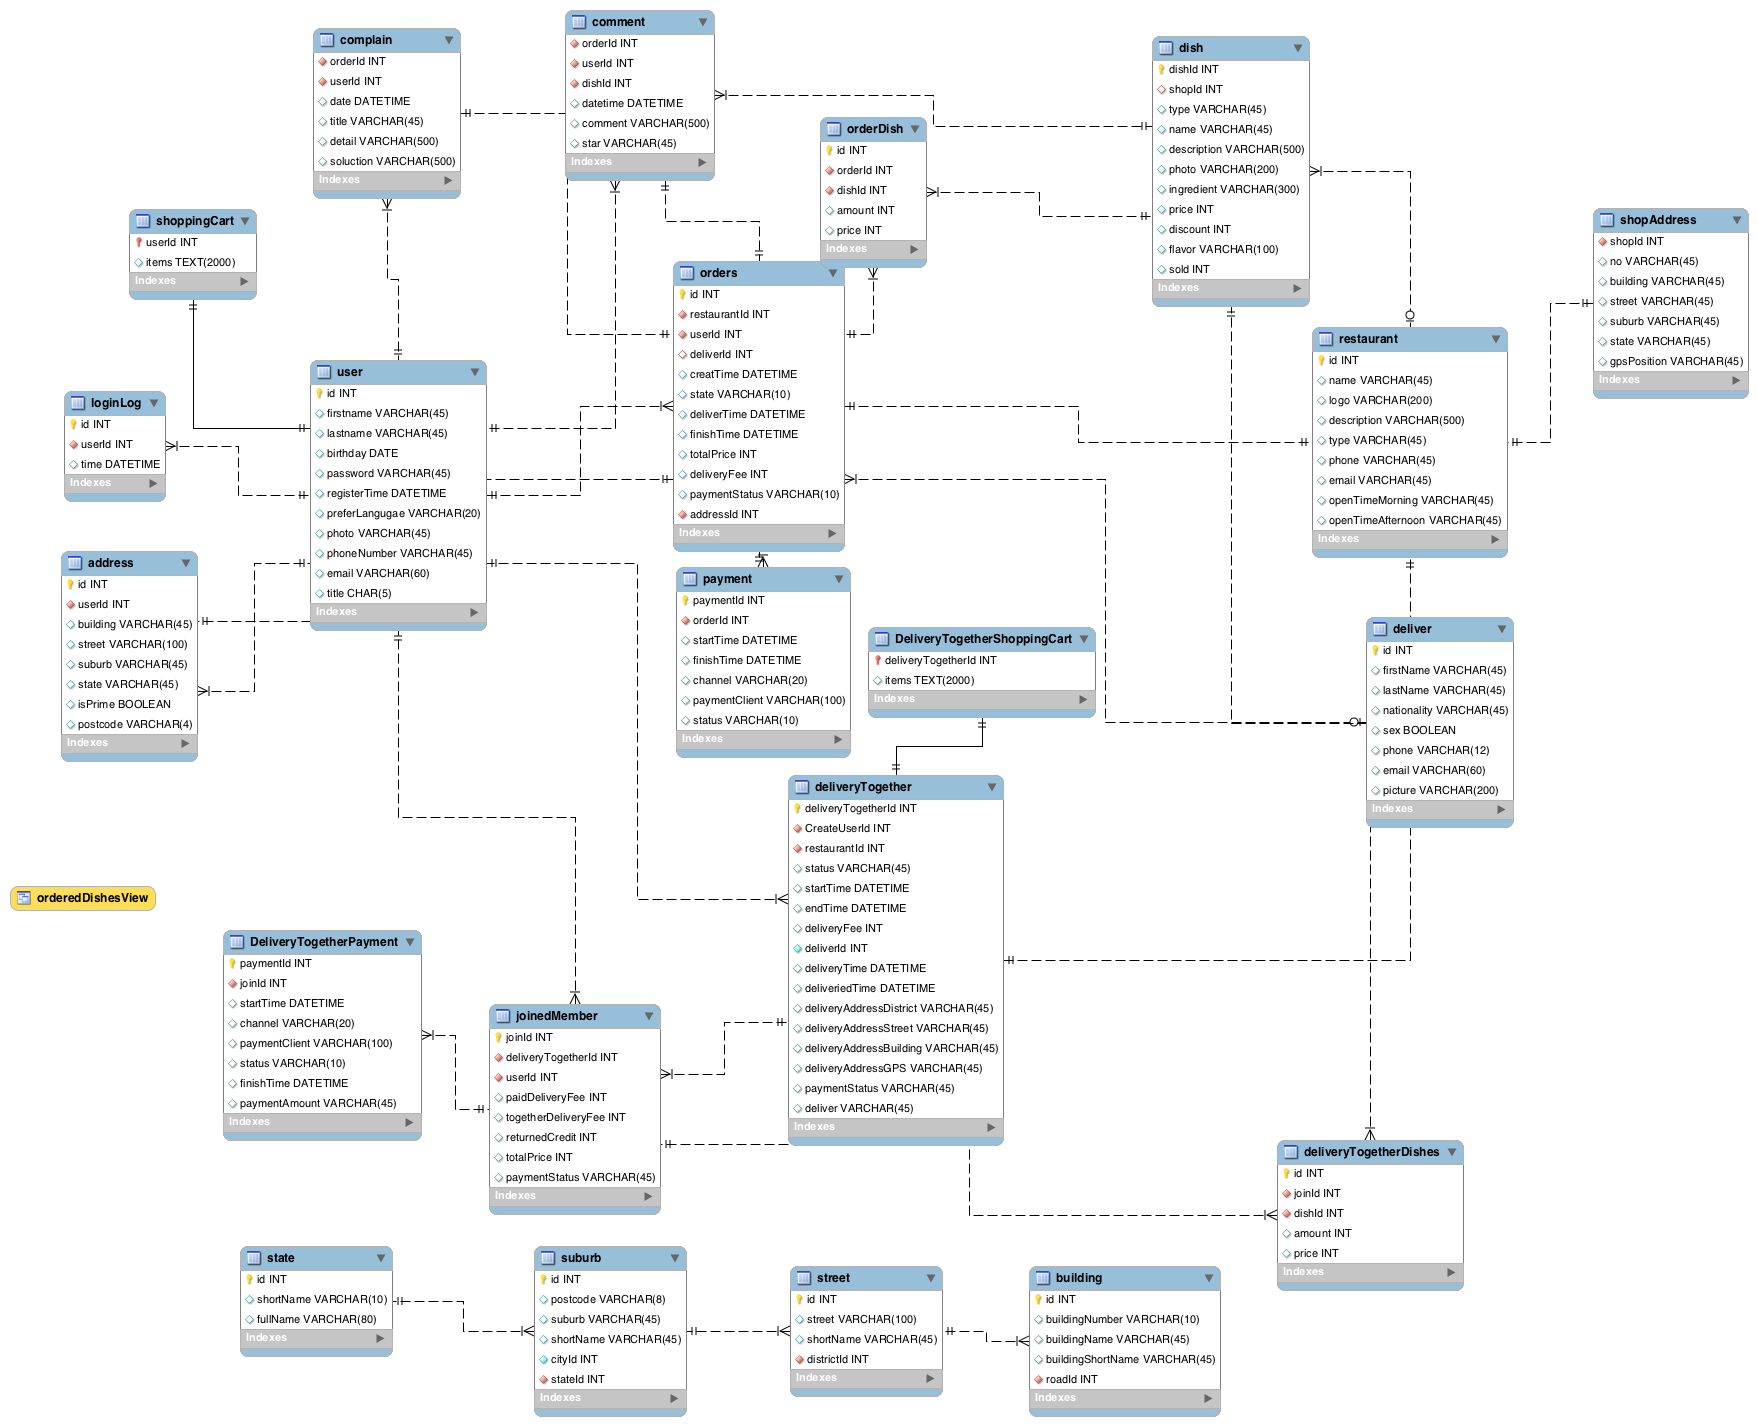 complain
orderId INT
userId INT
date DATETIME
title VARCHAR(45)
detail VARCHAR(500)
soluction VARCHAR(500)
Indexes
comment
orderId INT
userId INT
dishId INT
datetime DATETIME
comment VARCHAR(500)
star VARCHAR(45)
Indexes
dish
dishId INT
shopId INT
type VARCHAR(45)
name VARCHAR(45)
description VARCHAR(500)
photo VARCHAR(200)
ingredient VARCHAR(300)
price INT
discount INT
flavor VARCHAR(100)
sold INT
Indexes
orderDish
id INT
orderId INT
dishId INT
amount INT
price INT
Indexes
shoppingCart
userId INT
items TEXT(2000)
Indexes
shopAddress
shopId INT
no VARCHAR(45)
building VARCHAR(45)
street VARCHAR(45)
suburb VARCHAR(45)
state VARCHAR(45)
gpsPosition VARCHAR(45)
Indexes
orders
id INT
restaurantId INT
userId INT
deliverId INT
creatTime DATETIME
state VARCHAR(10)
deliverTime DATETIME
finishTime DATETIME
totalPrice INT
deliveryFee INT
paymentStatus VARCHAR(10)
addressId INT
Indexes
restaurant
id INT
name VARCHAR(45)
logo VARCHAR(200)
description VARCHAR(500)
type VARCHAR(45)
phone VARCHAR(45)
email VARCHAR(45)
openTimeMorning VARCHAR(45)
openTimeAfternoon VARCHAR(45)
Indexes
user
id INT
firstname VARCHAR(45)
lastname VARCHAR(45)
birthday DATE
password VARCHAR(45)
registerTime DATETIME
preferLangugae VARCHAR(20)
photo VARCHAR(45)
phoneNumber VARCHAR(45)
email VARCHAR(60)
title CHAR(5)
Indexes
loginLog
id INT
userId INT
time DATETIME
Indexes
address
id INT
userId INT
building VARCHAR(45)
street VARCHAR(100)
suburb VARCHAR(45)
state VARCHAR(45)
isPrime BOOLEAN
postcode VARCHAR(4)
Indexes
payment
paymentId INT
orderId INT
startTime DATETIME
finishTime DATETIME
channel VARCHAR(20)
paymentClient VARCHAR(100)
status VARCHAR(10)
Indexes
DeliveryTogetherShoppingCart
deliveryTogetherId INT
items TEXT(2000)
Indexes
deliver
id INT
firstName VARCHAR(45)
lastName VARCHAR(45)
nationality VARCHAR(45)
sex BOOLEAN
phone VARCHAR(12)
email VARCHAR(60)
picture VARCHAR(200)
Indexes
deliveryTogether
deliveryTogetherId INT
CreateUserId INT
restaurantId INT
status VARCHAR(45)
startTime DATETIME
endTime DATETIME
deliveryFee INT
deliverId INT
deliveryTime DATETIME
deliveriedTime DATETIME
deliveryAddressDistrict VARCHAR(45)
deliveryAddressStreet VARCHAR(45)
deliveryAddressBuilding VARCHAR(45)
deliveryAddressGPS VARCHAR(45)
paymentStatus VARCHAR(45)
deliver VARCHAR(45)
Indexes
orderedDishesView
DeliveryTogetherPayment
paymentId INT
joinId INT
startTime DATETIME
channel VARCHAR(20)
paymentClient VARCHAR(100)
status VARCHAR(10)
finishTime DATETIME
paymentAmount VARCHAR(45)
Indexes
joinedMember
joinId INT
deliveryTogetherId INT
userId INT
paidDeliveryFee INT
togetherDeliveryFee INT
returnedCredit INT
totalPrice INT
paymentStatus VARCHAR(45)
Indexes
deliveryTogetherDishes
id INT
joinId INT
dishId INT
amount INT
price INT
Indexes
state
id INT
shortName VARCHAR(10)
fullName VARCHAR(80)
Indexes
suburb
id INT
postcode VARCHAR(8)
suburb VARCHAR(45)
shortName VARCHAR(45)
cityId INT
stateId INT
Indexes
street
id INT
street VARCHAR(100)
shortName VARCHAR(45)
districtId INT
Indexes
building
id INT
buildingNumber VARCHAR(10)
buildingName VARCHAR(45)
buildingShortName VARCHAR(45)
roadId INT
Indexes